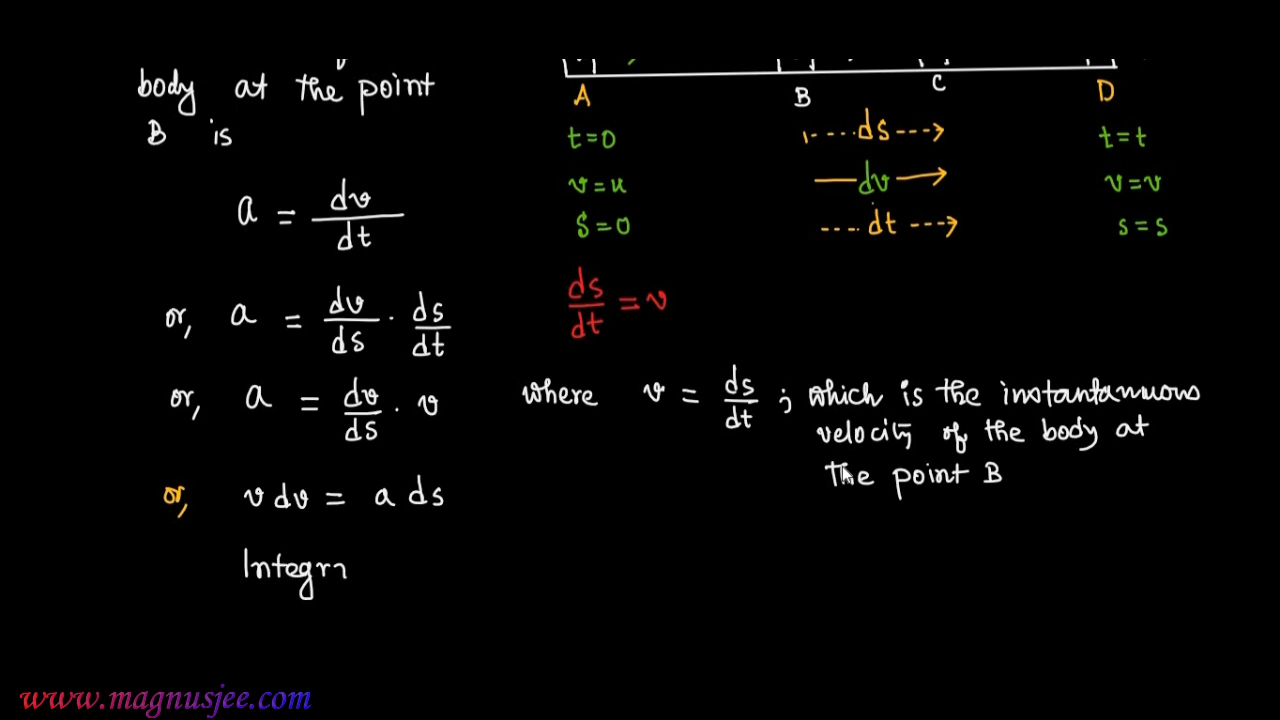 body at the point
B is
a = dv/dt
or, a = dv/ds . ds/dt
or, a = dv/ds . v
or, v dv = a ds
Integr
A B C D
t=0 ds t=t
v=u dv v=v
S=0 dt s=s
ds/dt = v
where v = ds/dt ; which is the instantanuous
velocity of the body at
the point B
www.magnusjee.com